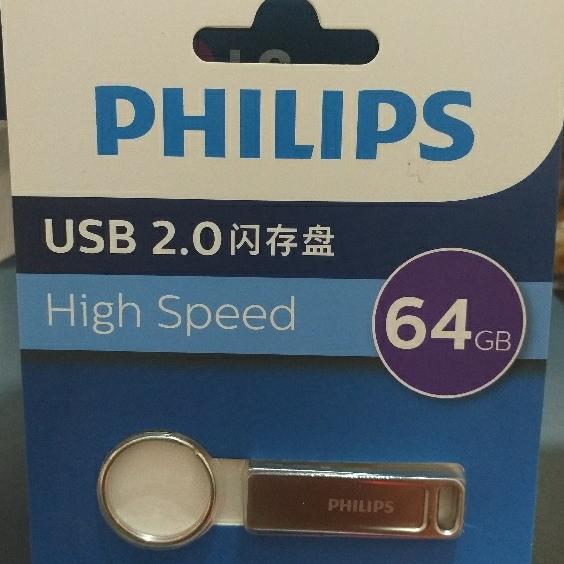 PHILIPS
USB 2.0闪存盘
High Speed
64GB
PHILIPS